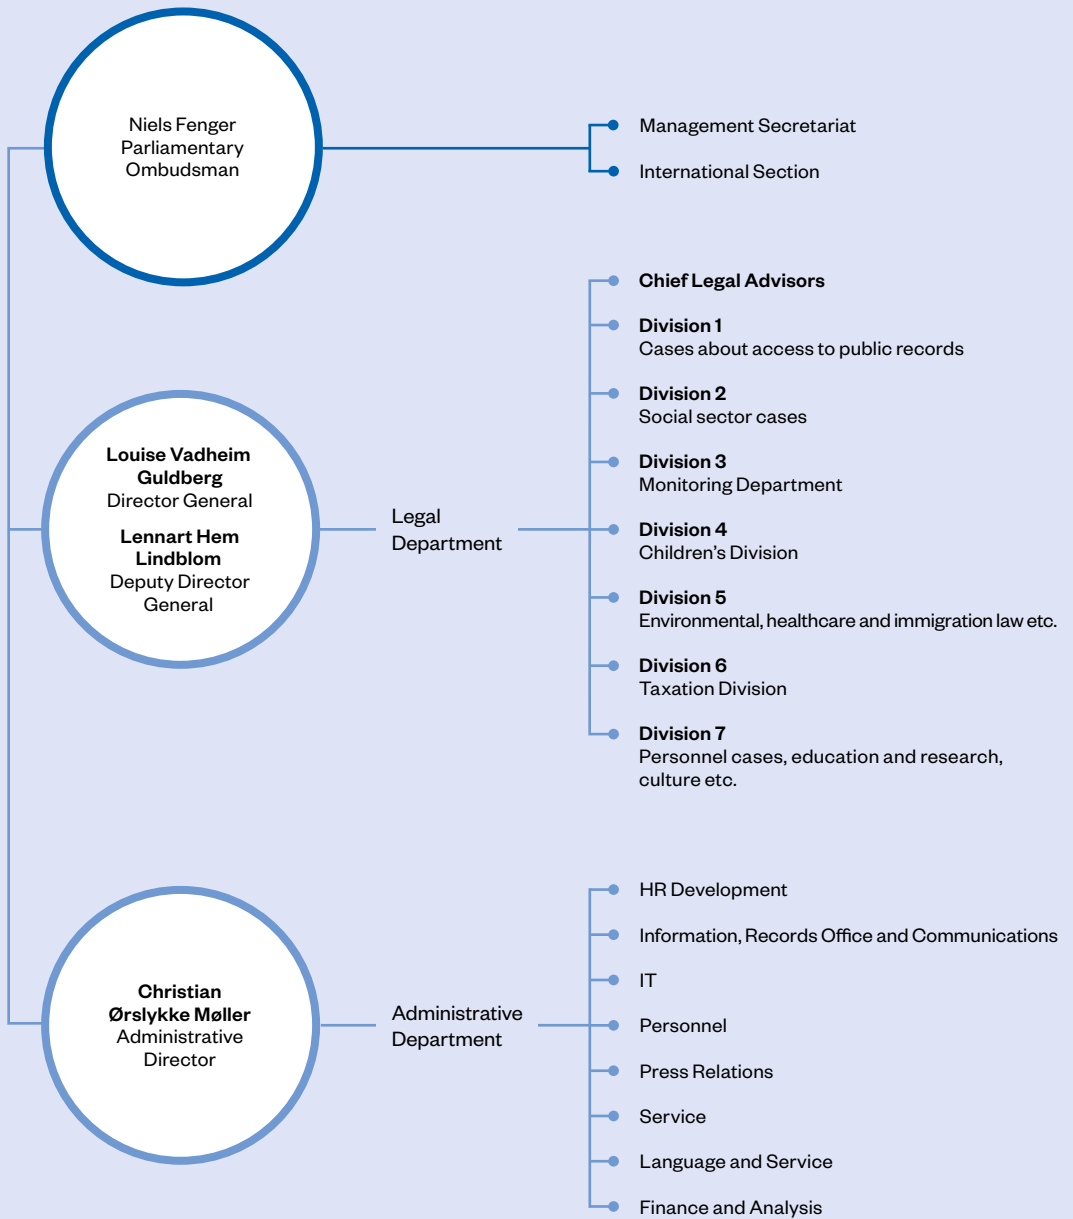 Niels Fenger
Parliamentary
Ombudsman
Management Secretariat
International Section
Louise Vadheim
Guldberg
Director General
Lennart Hem
Lindblom
Deputy Director
General
Legal
Department
Chief Legal Advisors
Division 1
Cases about access to public records
Division 2
Social sector cases
Division 3
Monitoring Department
Division 4
Children’s Division
Division 5
Environmental, healthcare and immigration law etc.
Division 6
Taxation Division
Division 7
Personnel cases, education and research,
culture etc.
Christian
Ørslykke Møller
Administrative
Director
Administrative
Department
HR Development
Information, Records Office and Communications
IT
Personnel
Press Relations
Service
Language and Service
Finance and Analysis